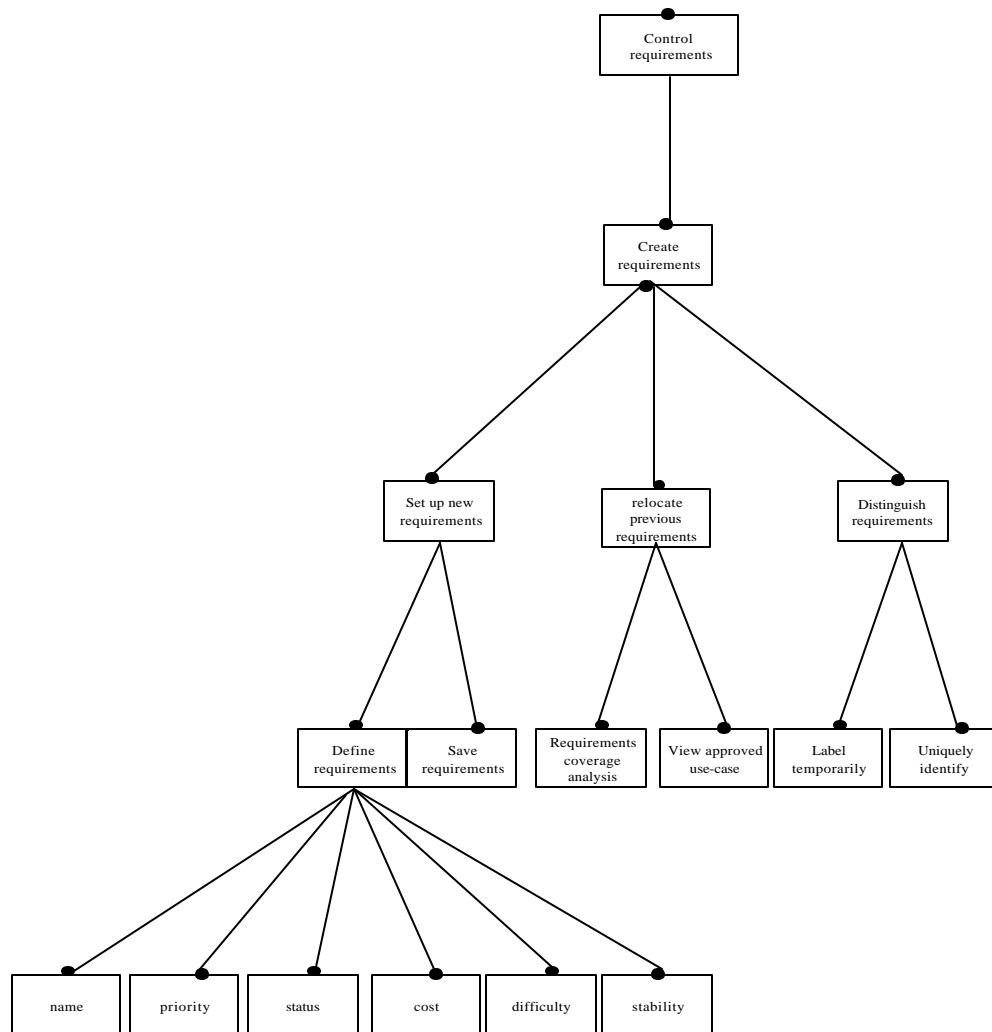 Control
requirements
Create
requirements
Set up new
requirements
relocate
previous
requirements
Distinguish
requirements
Define
requirements
Save
requirements
Requirements
coverage
analysis
View approved
use-case
Label
temporarily
Uniquely
identify
name
priority
status
cost
difficulty
stability